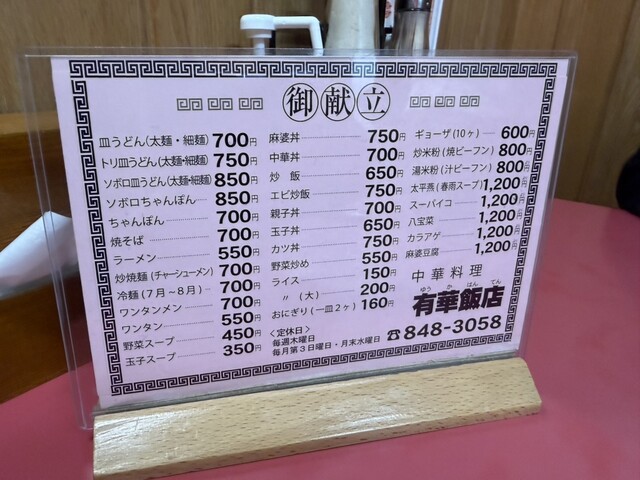 御献立
皿うどん(太麺・細麺) 700円
トリ皿うどん(太麺・細麺) 750円
ソボロ皿うどん(太麺・細麺) 850円
ソボロちゃんぽん 850円
ちゃんぽん 700円
焼そば 700円
ラーメン 550円
炒焼麺(チャーシューメン) 700円
冷麺(7月〜8月) 700円
ワンタンメン 700円
ワンタン 550円
野菜スープ 450円
玉子スープ 350円
麻婆丼 750円
中華丼 700円
炒飯 650円
エビ炒飯 750円
親子丼 700円
玉子丼 650円
カツ丼 750円
野菜炒め 550円
ライス 150円
〃(大) 200円
おにぎり(一皿2ヶ) 160円
〈定休日〉
毎週木曜日
毎月第3日曜日・月末水曜日
ギョーザ(10ヶ) 600円
炒米粉(焼ビーフン) 800円
湯米粉(汁ビーフン) 800円
太平燕(春雨スープ) 1,200円
スーパイコ 1,200円
八宝菜 1,200円
カラアゲ 1,200円
麻婆豆腐 1,200円
中華料理
ゆうかはんてん
有華飯店
☎848-3058